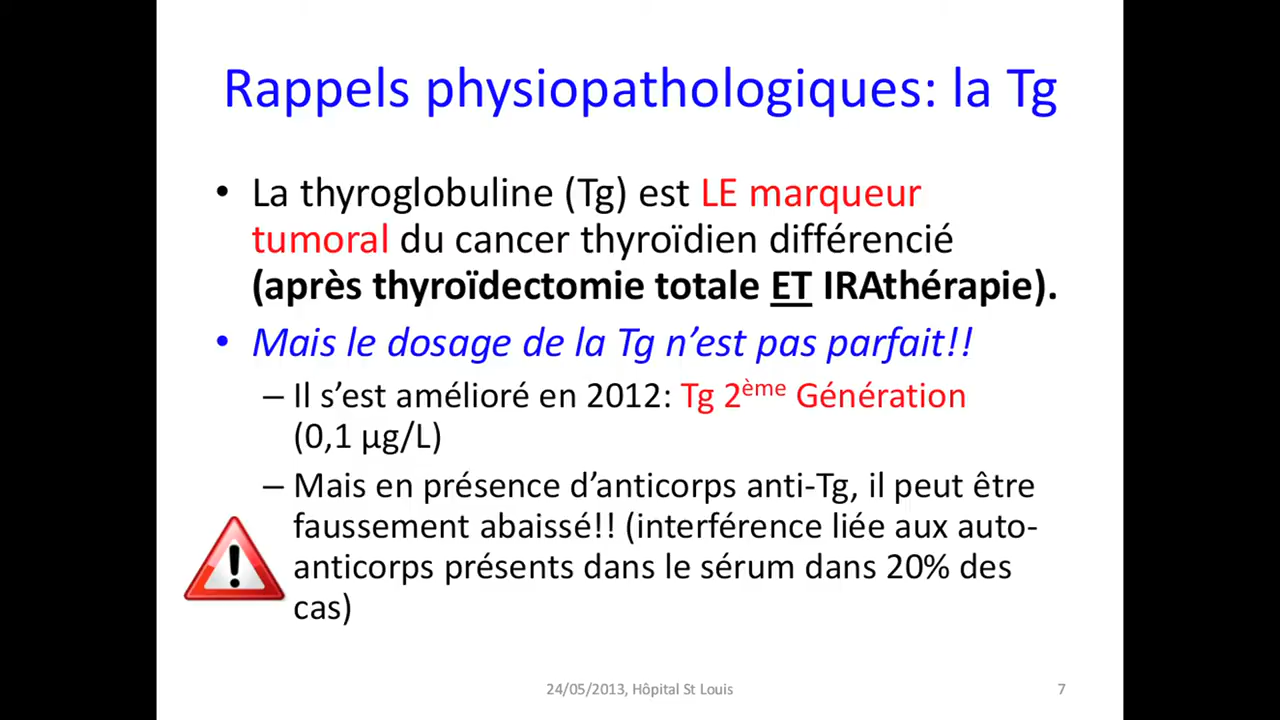 Rappels physiopathologiques: la Tg
• La thyroglobuline (Tg) est LE marqueur
tumoral du cancer thyroïdien différencié
(après thyroïdectomie totale ET IRAthérapie).
• Mais le dosage de la Tg n’est pas parfait!!
– Il s’est amélioré en 2012: Tg 2ème Génération
(0,1 µg/L)
– Mais en présence d’anticorps anti-Tg, il peut être
faussement abaissé!! (interférence liée aux auto-
anticorps présents dans le sérum dans 20% des
cas)
24/05/2013, Hôpital St Louis
7